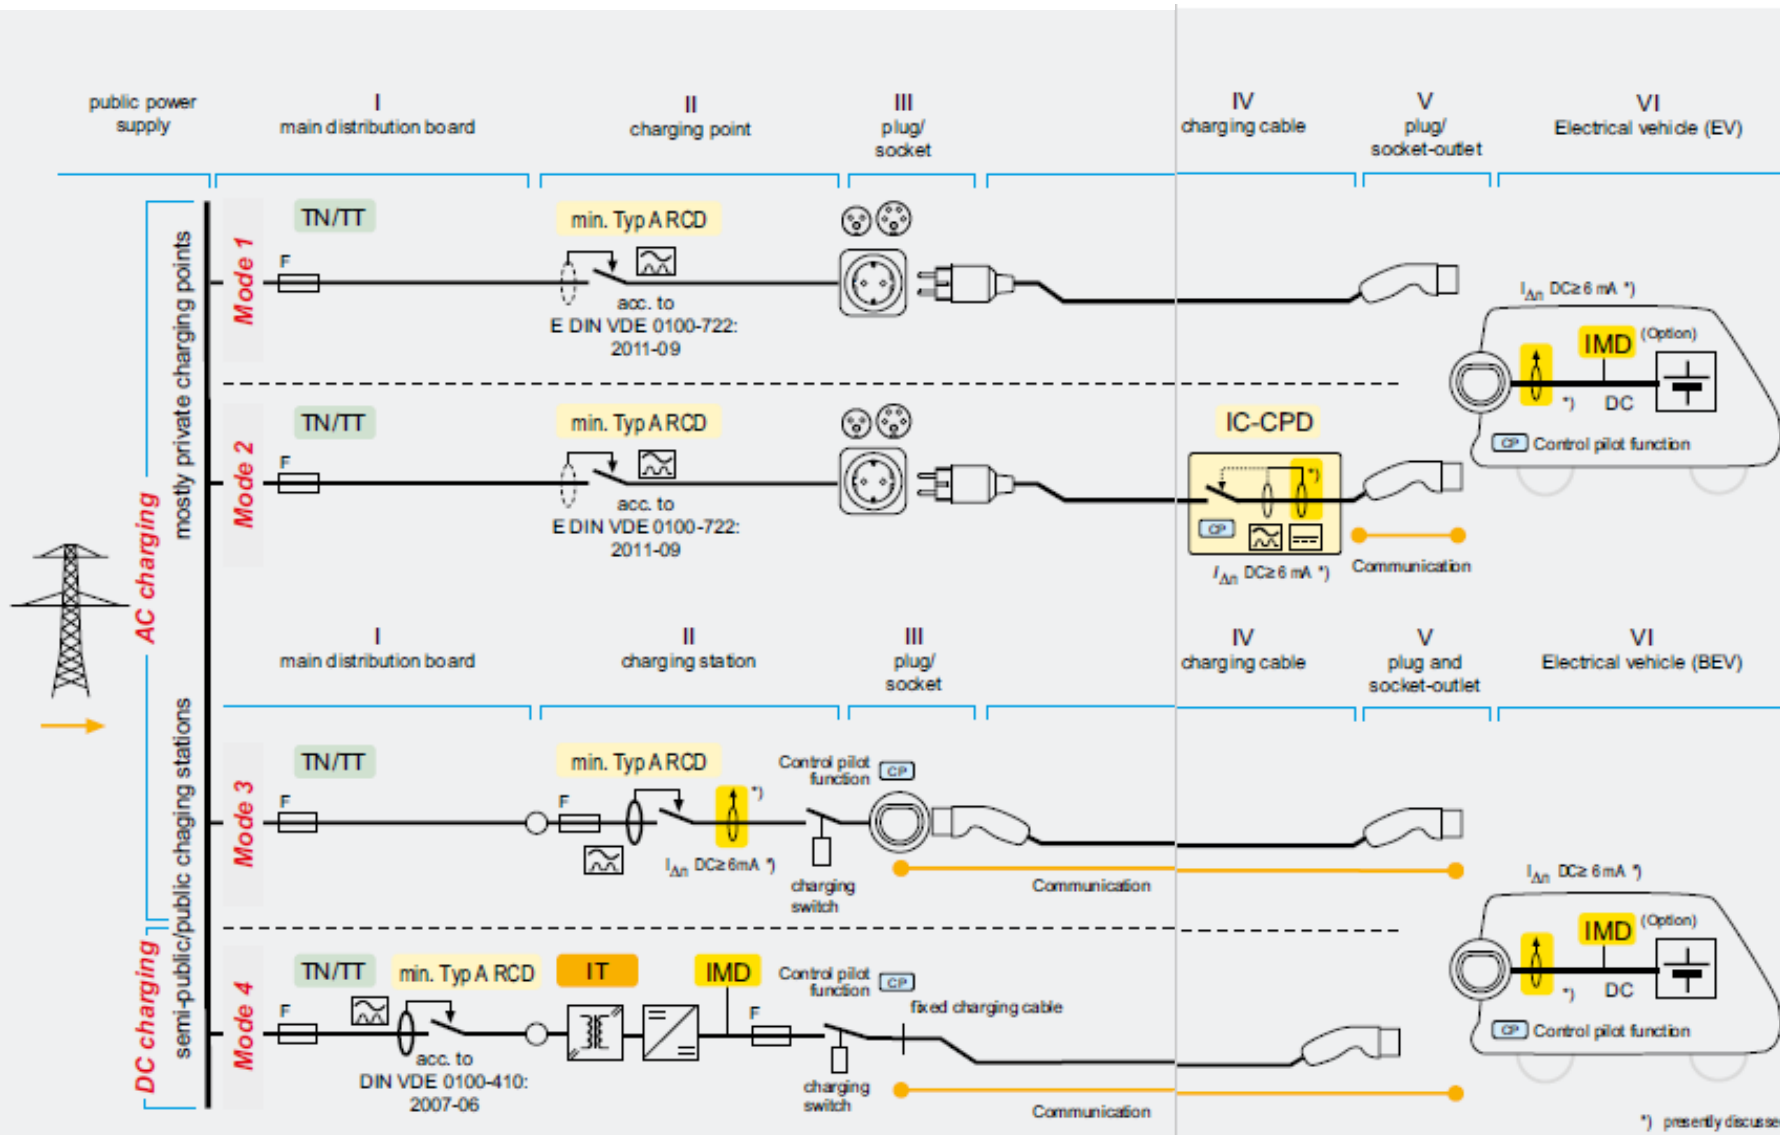 public power
supply
I
main distribution board
II
charging point
III
plug/
socket
IV
charging cable
V
plug/
socket-outlet
VI
Electrical vehicle (EV)
AC charging
mostly private charging points
Mode 1
TN/TT
F
min. Typ A RCD
acc. to
E DIN VDE 0100-722:
2011-09
Mode 2
TN/TT
F
min. Typ A RCD
acc. to
E DIN VDE 0100-722:
2011-09
IC-CPD
*)
CP
IΔn DC≥6 mA *)
Communication
IΔn DC≥6 mA *)
IMD
(Option)
*)
DC
CP Control pilot function
I
main distribution board
II
charging station
III
plug/
socket
IV
charging cable
V
plug and
socket-outlet
VI
Electrical vehicle (BEV)
semi-public/public chaging stations
Mode 3
TN/TT
F
F
min. Typ A RCD
*)
IΔn DC≥6mA *)
Control pilot
function CP
charging
switch
Communication
DC charging
Mode 4
TN/TT
F
min. Typ A RCD
acc. to
DIN VDE 0100-410:
2007-06
IT
IMD
F
Control pilot
function CP
fixed charging cable
charging
switch
Communication
IΔn DC≥6 mA *)
IMD
(Option)
*)
DC
CP Control pilot function
*) presently discusse